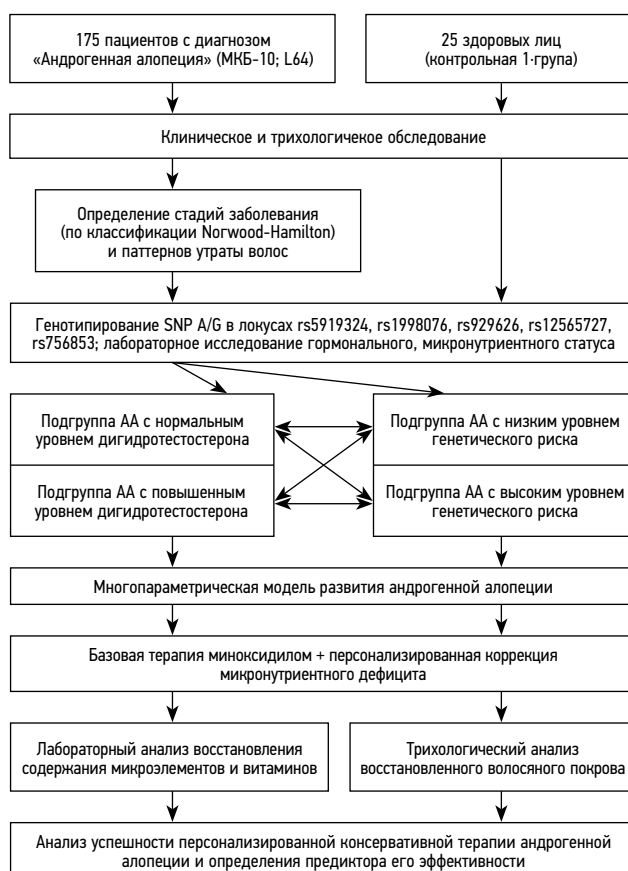 175 пациентов с диагнозом
«Андрогенная алопеция» (МКБ-10; L64)
25 здоровых лиц
(контрольная 1-група)
Клиническое и трихологичекое обследование
Определение стадий заболевания
(по классификации Norwood-Hamilton)
и паттернов утраты волос
Генотипирование SNP A/G в локусах rs5919324, rs1998076, rs929626, rs12565727,
rs756853; лабораторное исследование гормонального, микронутриентного статуса
Подгруппа АА с нормальным
уровнем дигидротестостерона
Подгруппа АА с повышенным
уровнем дигидротестостерона
Подгруппа АА с низким уровнем
генетического риска
Подгруппа АА с высоким уровнем
генетического риска
Многопараметрическая модель развития андрогенной алопеции
Базовая терапия миноксидилом + персонализированная коррекция
микронутриентного дефицита
Лабораторный анализ восстановления
содержания микроэлементов и витаминов
Трихологический анализ
восстановленного волосяного покрова
Анализ успешности персонализированной консервативной терапии андрогенной
алопеции и определения предиктора его эффективности